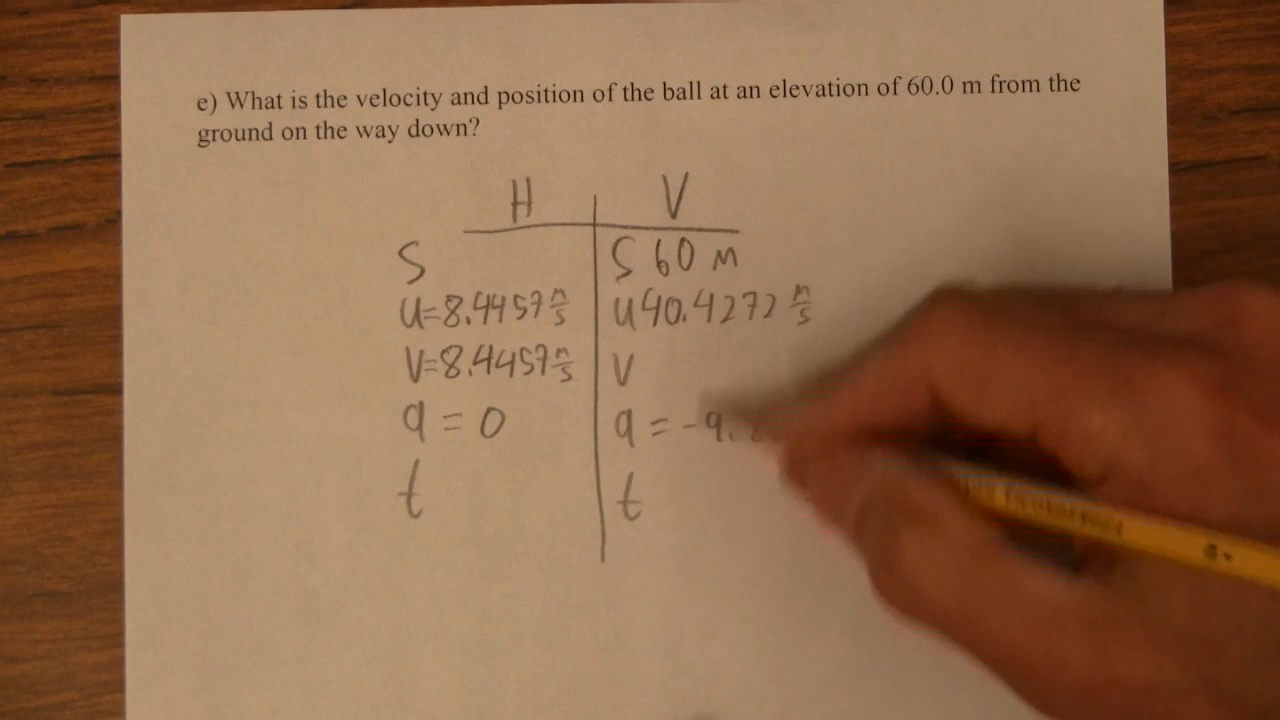 e) What is the velocity and position of the ball at an elevation of 60.0 m from the
ground on the way down?
H V
S S 60 m
u=8.4457 m/s u 40.4272 m/s
v=8.4457 m/s v
a = 0 a = -9.8
t t